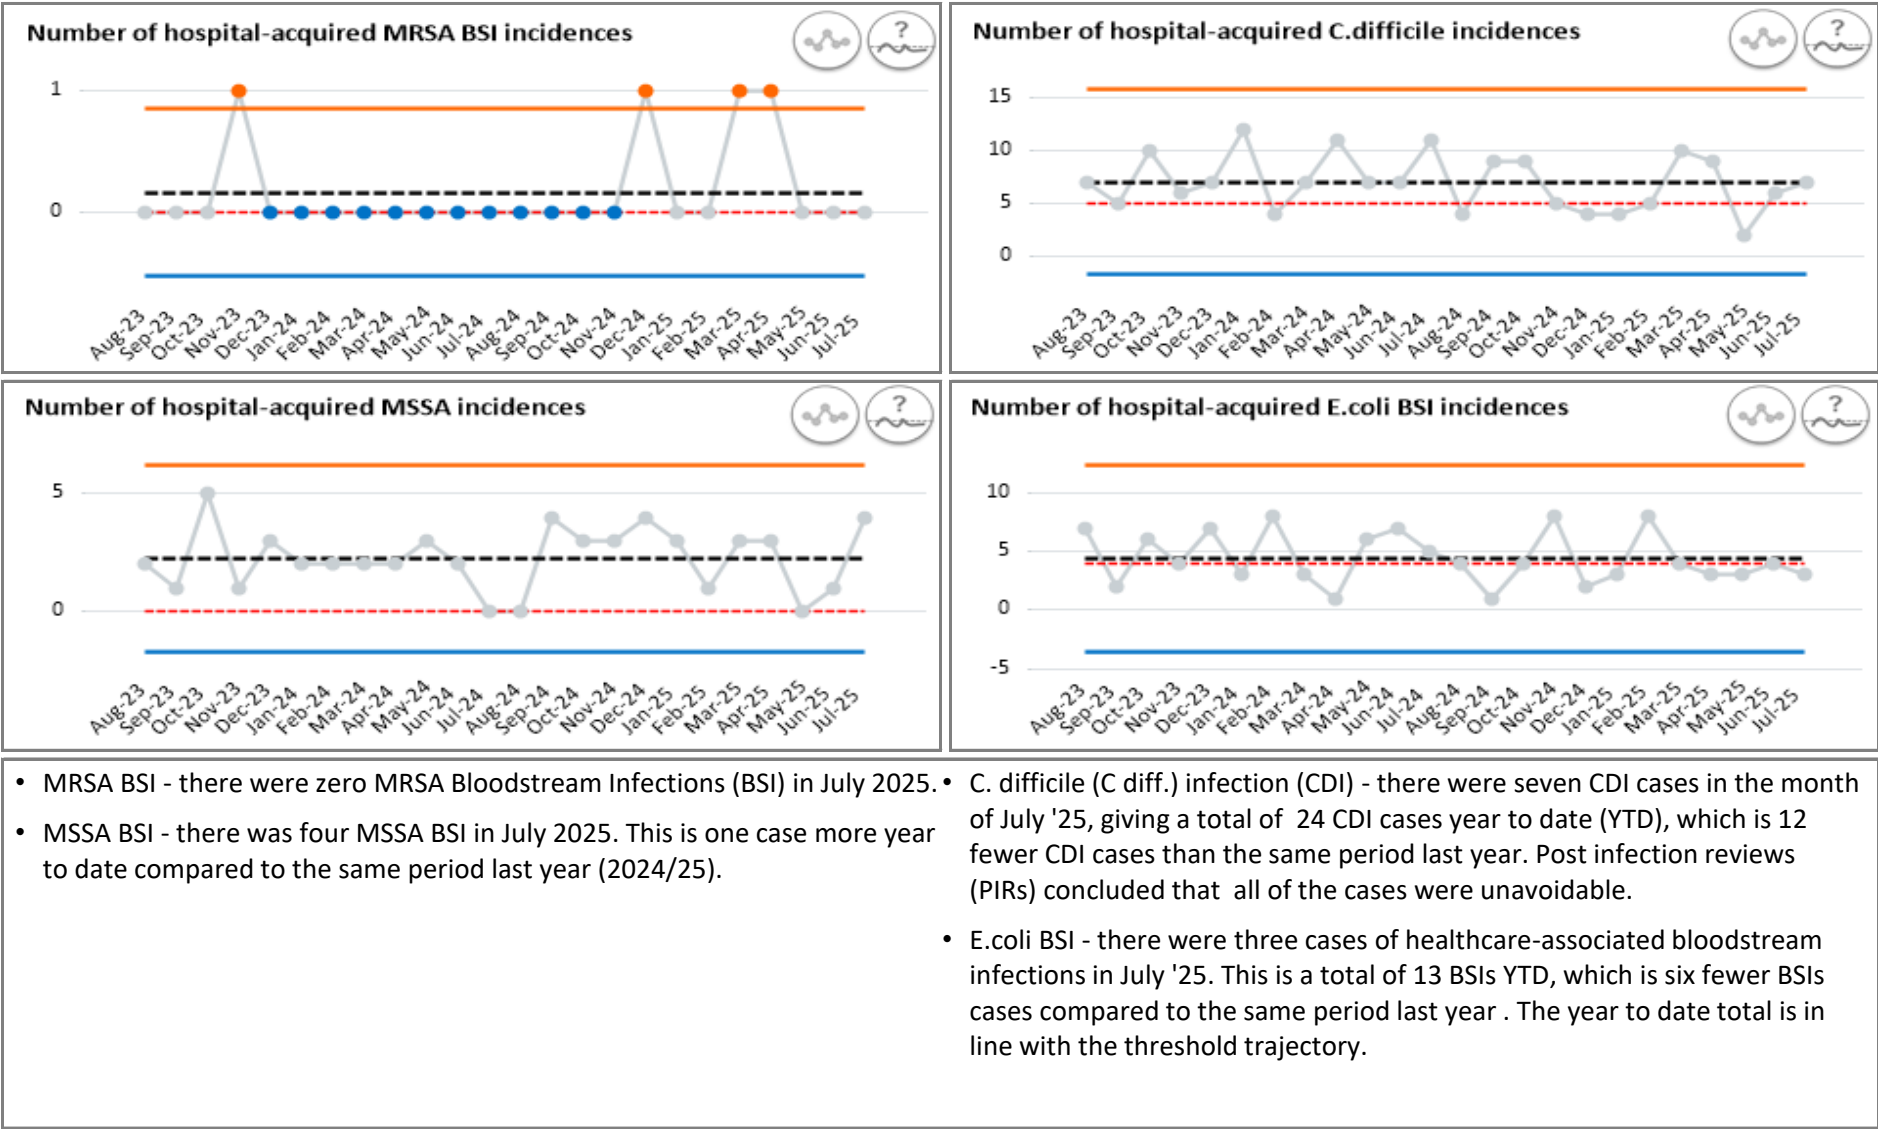 Number of hospital-acquired MRSA BSI incidences
?
1
0
Aug-23
Sep-23
Oct-23
Nov-23
Dec-23
Jan-24
Feb-24
Mar-24
Apr-24
May-24
Jun-24
Jul-24
Aug-24
Sep-24
Oct-24
Nov-24
Dec-24
Jan-25
Feb-25
Mar-25
Apr-25
May-25
Jun-25
Jul-25
Number of hospital-acquired C.difficile incidences
?
15
10
5
0
Aug-23
Sep-23
Oct-23
Nov-23
Dec-23
Jan-24
Feb-24
Mar-24
Apr-24
May-24
Jun-24
Jul-24
Aug-24
Sep-24
Oct-24
Nov-24
Dec-24
Jan-25
Feb-25
Mar-25
Apr-25
May-25
Jun-25
Jul-25
Number of hospital-acquired MSSA incidences
?
5
0
Aug-23
Sep-23
Oct-23
Nov-23
Dec-23
Jan-24
Feb-24
Mar-24
Apr-24
May-24
Jun-24
Jul-24
Aug-24
Sep-24
Oct-24
Nov-24
Dec-24
Jan-25
Feb-25
Mar-25
Apr-25
May-25
Jun-25
Jul-25
Number of hospital-acquired E.coli BSI incidences
?
10
5
0
-5
Aug-23
Sep-23
Oct-23
Nov-23
Dec-23
Jan-24
Feb-24
Mar-24
Apr-24
May-24
Jun-24
Jul-24
Aug-24
Sep-24
Oct-24
Nov-24
Dec-24
Jan-25
Feb-25
Mar-25
Apr-25
May-25
Jun-25
Jul-25
• MRSA BSI - there were zero MRSA Bloodstream Infections (BSI) in July 2025.
• MSSA BSI - there was four MSSA BSI in July 2025. This is one case more year
to date compared to the same period last year (2024/25).
• C. difficile (C diff.) infection (CDI) - there were seven CDI cases in the month
of July '25, giving a total of 24 CDI cases year to date (YTD), which is 12
fewer CDI cases than the same period last year. Post infection reviews
(PIRs) concluded that all of the cases were unavoidable.
• E.coli BSI - there were three cases of healthcare-associated bloodstream
infections in July '25. This is a total of 13 BSIs YTD, which is six fewer BSIs
cases compared to the same period last year . The year to date total is in
line with the threshold trajectory.